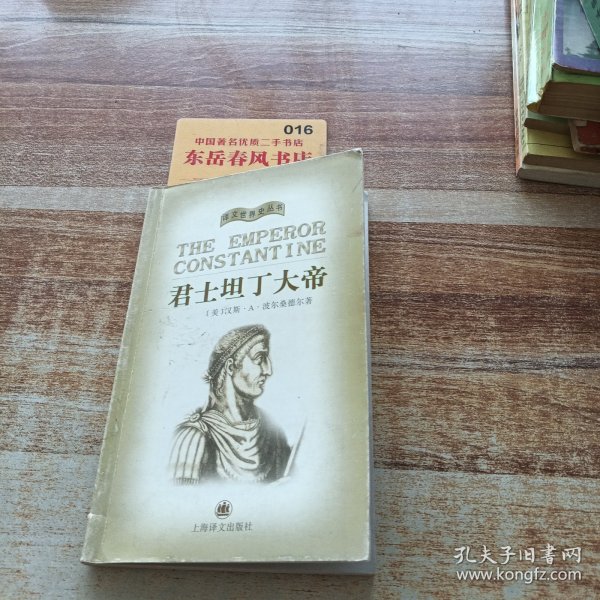 016
中国著名优质二手书店
东岳春风书店
译文世界史丛书
THE EMPEROR
CONSTANTINE
君士坦丁大帝
〔美〕汉斯·A·波尔桑德尔著
上海译文出版社
孔夫子旧书网
www.kongfz.com